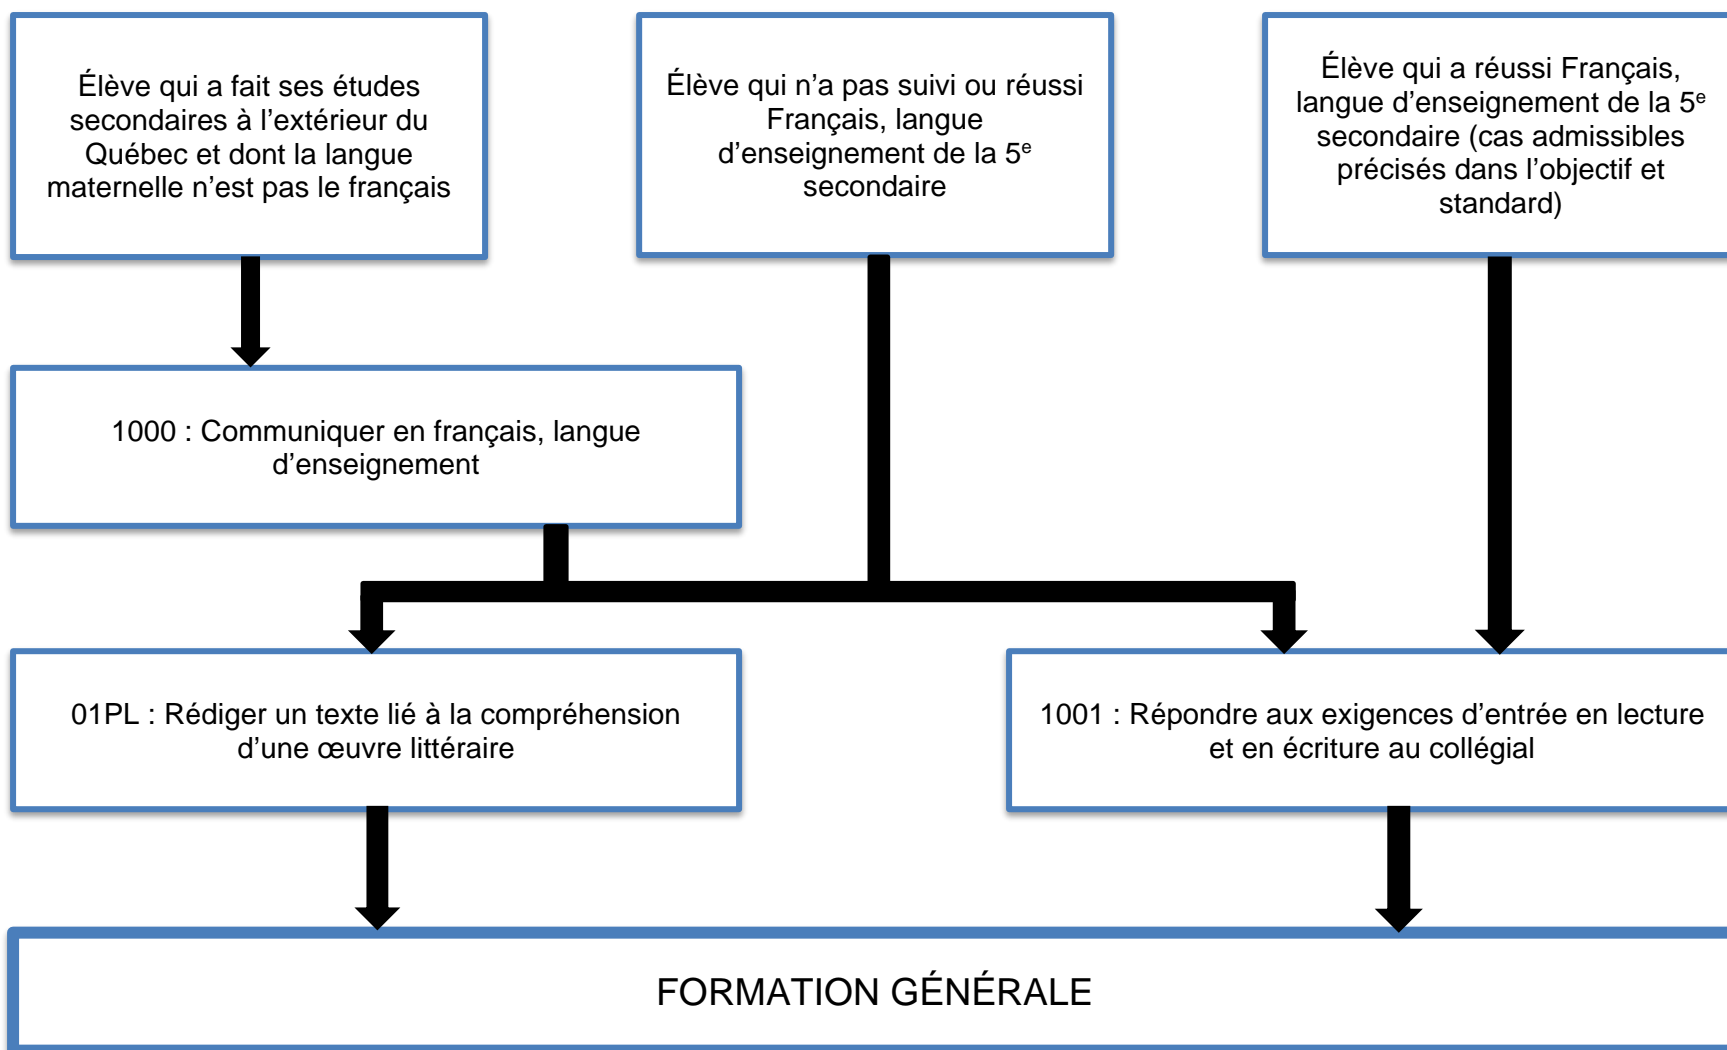 Élève qui a fait ses études
secondaires à l’extérieur du
Québec et dont la langue
maternelle n’est pas le français
Élève qui n’a pas suivi ou réussi
Français, langue
d’enseignement de la 5e
secondaire
Élève qui a réussi Français,
langue d’enseignement de la 5e
secondaire (cas admissibles
précisés dans l’objectif et
standard)
1000 : Communiquer en français, langue
d’enseignement
01PL : Rédiger un texte lié à la compréhension
d’une œuvre littéraire
1001 : Répondre aux exigences d’entrée en lecture
et en écriture au collégial
FORMATION GÉNÉRALE